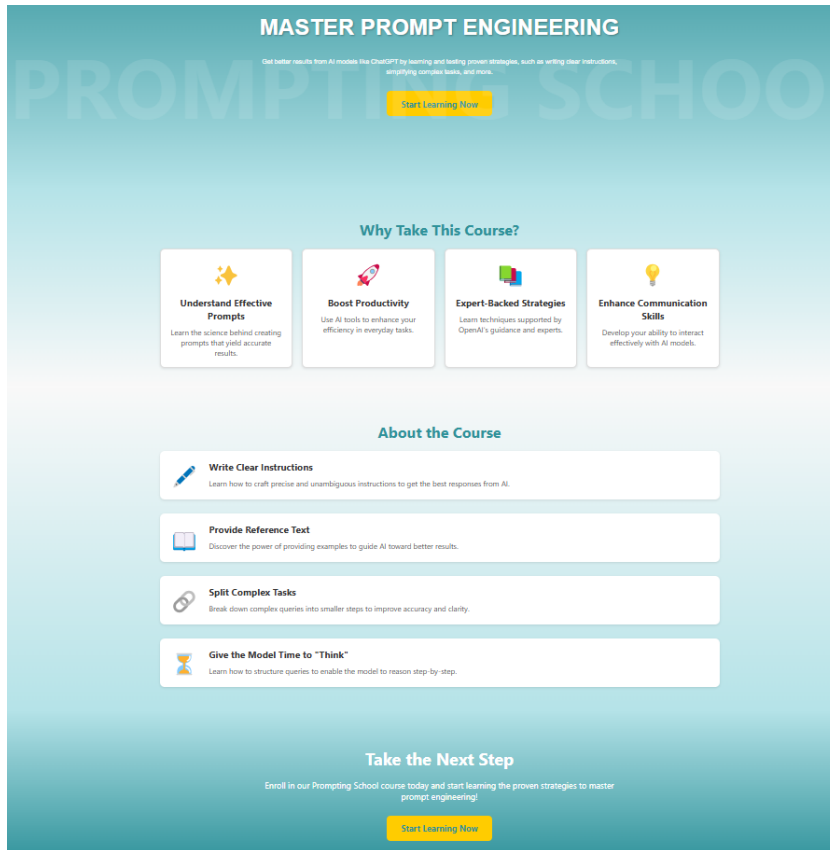 MASTER PROMPT ENGINEERING
Get better results from AI models like ChatGPT by learning and testing proven strategies, such as writing clear instructions,
simplifying complex tasks, and more.
PROMPTING SCHOO
Start Learning Now
Why Take This Course?
Understand Effective
Prompts
Learn the science behind creating
prompts that yield accurate
results.
Boost Productivity
Use AI tools to enhance your
efficiency in everyday tasks.
Expert-Backed Strategies
Learn techniques supported by
OpenAI's guidance and experts.
Enhance Communication
Skills
Develop your ability to interact
effectively with AI models.
About the Course
Write Clear Instructions
Learn how to craft precise and unambiguous instructions to get the best responses from AI.
Provide Reference Text
Discover the power of providing examples to guide AI toward better results.
Split Complex Tasks
Break down complex queries into smaller steps to improve accuracy and clarity.
Give the Model Time to "Think"
Learn how to structure queries to enable the model to reason step-by-step.
Take the Next Step
Enroll in our Prompting School course today and start learning the proven strategies to master
prompt engineering!
Start Learning Now